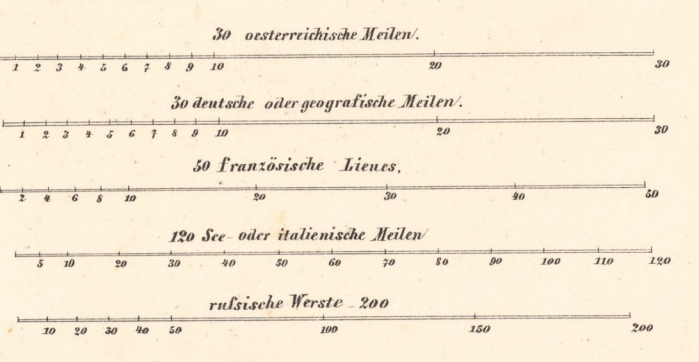 30 oesterreichische Meilen.
1 2 3 4 5 6 7 8 9 10 20 30
30 deutsche oder geografische Meilen.
1 2 3 4 5 6 7 8 9 10 20 30
50 französische Lieues.
2 4 6 8 10 20 30 40 50
120 See- oder italienische Meilen
5 10 20 30 40 50 60 70 80 90 100 110 120
rufsische Werste - 200
10 20 30 40 50 100 150 200